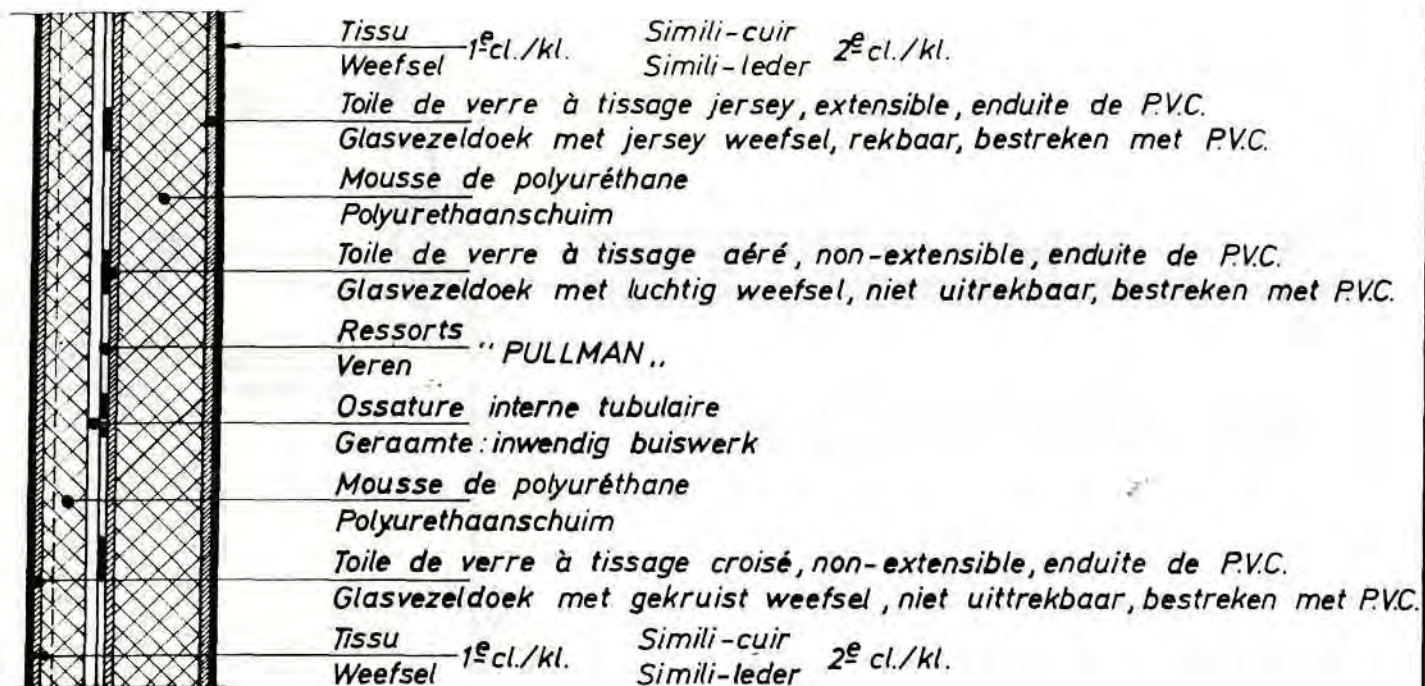 Tissu 1e cl./kl. Simili-cuir 2e cl./kl.
Weefsel Simili-leder
Toile de verre à tissage jersey, extensible, enduite de P.V.C.
Glasvezeldoek met jersey weefsel, rekbaar, bestreken met P.V.C.
Mousse de polyuréthane
Polyurethaanschuim
Toile de verre à tissage aéré, non-extensible, enduite de P.V.C.
Glasvezeldoek met luchtig weefsel, niet uitrekbaar, bestreken met P.V.C.
Ressorts "PULLMAN„
Veren
Ossature interne tubulaire
Geraamte: inwendig buiswerk
Mousse de polyuréthane
Polyurethaanschuim
Toile de verre à tissage croisé, non-extensible, enduite de P.V.C.
Glasvezeldoek met gekruist weefsel, niet uittrekbaar, bestreken met P.V.C.
Tissu 1e cl./kl. Simili-cuir 2e cl./kl.
Weefsel Simili-leder